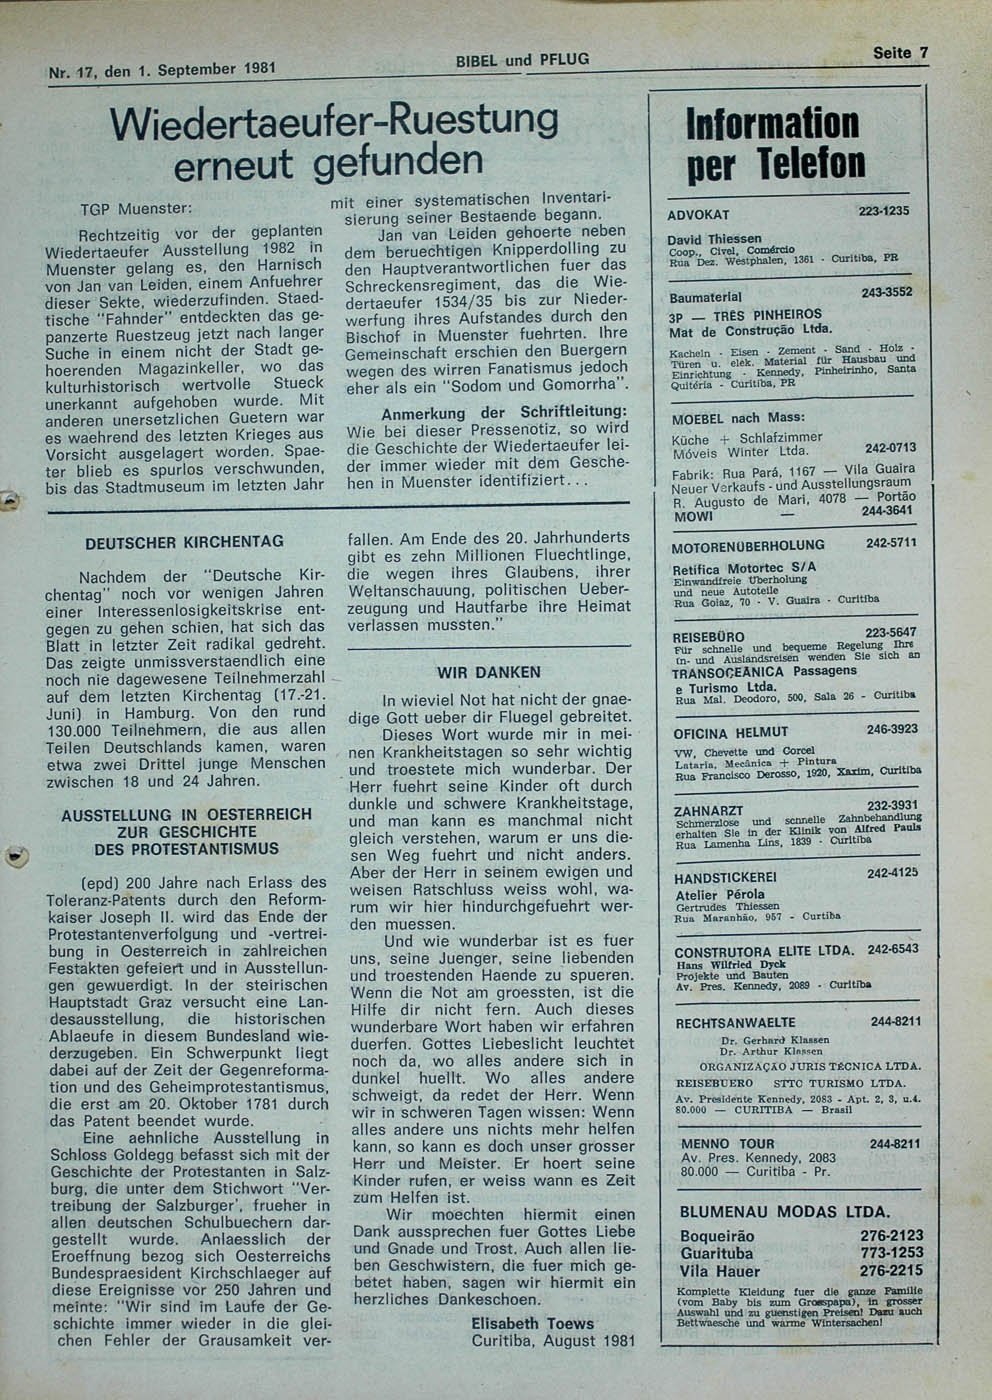 Nr. 17, den 1. September 1981
BIBEL und PFLUG
Seite 7
Wiedertaeufer-Ruestung
erneut gefunden
TGP Muenster:
Rechtzeitig vor der geplanten
Wiedertaeufer Ausstellung 1982 in
Muenster gelang es, den Harnisch
von Jan van Leiden, einem Anfuehrer
dieser Sekte, wiederzufinden. Staed-
tische "Fahnder" entdeckten das ge-
panzerte Ruestzeug jetzt nach langer
Suche in einem nicht der Stadt ge-
hoerenden Magazinkeller, wo das
kulturhistorisch wertvolle Stueck
unerkannt aufgehoben wurde. Mit
anderen unersetzlichen Guetern war
es waehrend des letzten Krieges aus
Vorsicht ausgelagert worden. Spae-
ter blieb es spurlos verschwunden,
bis das Stadtmuseum im letzten Jahr
mit einer systematischen Inventari-
sierung seiner Bestaende begann.
Jan van Leiden gehoerte neben
dem beruechtigen Knipperdolling zu
den Hauptverantwortlichen fuer das
Schreckensregiment, das die Wie-
dertaeufer 1534/35 bis zur Nieder-
werfung ihres Aufstandes durch den
Bischof in Muenster fuehrten. Ihre
Gemeinschaft erschien den Buergern
wegen des wirren Fanatismus jedoch
eher als ein "Sodom und Gomorrha".
Anmerkung der Schriftleitung:
Wie bei dieser Pressenotiz, so wird
die Geschichte der Wiedertaeufer lei-
der immer wieder mit dem Gesche-
hen in Muenster identifiziert...
DEUTSCHER KIRCHENTAG
Nachdem der "Deutsche Kir-
chentag" noch vor wenigen Jahren
einer Interessenlosigkeitskrise ent-
gegen zu gehen schien, hat sich das
Blatt in letzter Zeit radikal gedreht.
Das zeigte unmissverstaendlich eine
noch nie dagewesene Teilnehmerzahl
auf dem letzten Kirchentag (17.-21.
Juni) in Hamburg. Von den rund
130.000 Teilnehmern, die aus allen
Teilen Deutschlands kamen, waren
etwa zwei Drittel junge Menschen
zwischen 18 und 24 Jahren.
AUSSTELLUNG IN OESTERREICH
ZUR GESCHICHTE
DES PROTESTANTISMUS
(epd) 200 Jahre nach Erlass des
Toleranz-Patents durch den Reform-
kaiser Joseph II. wird das Ende der
Protestantenverfolgung und -vertrei-
bung in Oesterreich in zahlreichen
Festakten gefeiert und in Ausstellun-
gen gewuerdigt. In der steirischen
Hauptstadt Graz versucht eine Lan-
desausstellung, die historischen
Ablaeufe in diesem Bundesland wie-
derzugeben. Ein Schwerpunkt liegt
dabei auf der Zeit der Gegenreforma-
tion und des Geheimprotestantismus,
die erst am 20. Oktober 1781 durch
das Patent beendet wurde.
Eine aehnliche Ausstellung in
Schloss Goldegg befasst sich mit der
Geschichte der Protestanten in Salz-
burg, die unter dem Stichwort "Ver-
treibung der Salzburger', frueher in
allen deutschen Schulbuechern dar-
gestellt wurde. Anlaesslich der
Eroeffnung bezog sich Oesterreichs
Bundespraesident Kirchschlaeger auf
diese Ereignisse vor 250 Jahren und
meinte: "Wir sind im Laufe der Ge-
schichte immer wieder in die glei-
chen Fehler der Grausamkeit ver-
fallen. Am Ende des 20. Jahrhunderts
gibt es zehn Millionen Fluechtlinge,
die wegen ihres Glaubens, ihrer
Weltanschauung, politischen Ueber-
zeugung und Hautfarbe ihre Heimat
verlassen mussten."
WIR DANKEN
In wieviel Not hat nicht der gnae-
dige Gott ueber dir Fluegel gebreitet.
Dieses Wort wurde mir in mei-
nen Krankheitstagen so sehr wichtig
und troestete mich wunderbar. Der
Herr fuehrt seine Kinder oft durch
dunkle und schwere Krankheitstage,
und man kann es manchmal nicht
gleich verstehen, warum er uns die-
sen Weg fuehrt und nicht anders.
Aber der Herr in seinem ewigen und
weisen Ratschluss weiss wohl, wa-
rum wir hier hindurchgefuehrt wer-
den muessen.
Und wie wunderbar ist es fuer
uns, seine Juenger, seine liebenden
und troestenden Haende zu spueren.
Wenn die Not am groessten, ist die
Hilfe dir nicht fern. Auch dieses
wunderbare Wort haben wir erfahren
duerfen. Gottes Liebeslicht leuchtet
noch da, wo alles andere sich in
dunkel huellt. Wo alles andere
schweigt, da redet der Herr. Wenn
wir in schweren Tagen wissen: Wenn
alles andere uns nichts mehr helfen
kann, so kann es doch unser grosser
Herr und Meister. Er hoert seine
Kinder rufen, er weiss wann es Zeit
zum Helfen ist.
Wir moechten hiermit einen
Dank aussprechen fuer Gottes Liebe
und Gnade und Trost. Auch allen lie-
ben Geschwistern, die fuer mich ge-
betet haben, sagen wir hiermit ein
herzliches Dankeschoen.
Elisabeth Toews
Curitiba, August 1981
Information
per Telefon
ADVOKAT 223-1235
David Thiessen
Coop., Civel, Comércio
Rua Dez. Westphalen, 1361 - Curitiba, PR
Baumaterial 243-3552
3P — TRÊS PINHEIROS
Mat de Construção Ltda.
Kacheln - Eisen - Zement - Sand - Holz -
Türen u. elek. Material für Hausbau und
Einrichtung - Kennedy, Pinheirinho, Santa
Quitéria - Curitiba, PR
MOEBEL nach Mass:
Küche + Schlafzimmer
Móveis Winter Ltda. 242-0713
Fabrik: Rua Pará, 1167 — Vila Guaira
Neuer Verkaufs - und Ausstellungsraum
R. Augusto de Mari, 4078 — Portão
MOWI — 244-3641
MOTORENÜBERHOLUNG 242-5711
Retífica Motortec S/A
Einwandfreie Überholung
und neue Autoteile
Rua Goiaz, 70 - V. Guaira - Curitiba
REISEBÜRO 223-5647
Für schnelle und bequeme Regelung Ihre
In- und Auslandsreisen wenden Sie sich an
TRANSOCEÂNICA Passagens
e Turismo Ltda.
Rua Mal. Deodoro, 500, Sala 26 - Curitiba
OFICINA HELMUT 246-3923
VW, Chevette und Corcel
Lataria, Mecânica + Pintura
Rua Francisco Derosso, 1920, Xaxim, Curitiba
ZAHNARZT 232-3931
Schmerzlose und schnelle Zahnbehandlung
erhalten Sie in der Klinik von Alfred Pauls
Rua Lamenha Lins, 1839 - Curitiba
HANDSTICKEREI 242-4125
Atelier Pérola
Gertrudes Thiessen
Rua Maranhão, 957 - Curtiba
CONSTRUTORA ELITE LTDA. 242-6543
Hans Wilfried Dyck
Projekte und Bauten
Av. Pres. Kennedy, 2089 - Curitiba
RECHTSANWAELTE 244-8211
Dr. Gerhard Klassen
Dr. Arthur Klassen
ORGANIZAÇÃO JURIS TÉCNICA LTDA.
REISEBUERO STTC TURISMO LTDA.
Av. Presidente Kennedy, 2083 - Apt. 2, 3, u.4.
80.000 — CURITIBA — Brasil
MENNO TOUR 244-8211
Av. Pres. Kennedy, 2083
80.000 — Curitiba - Pr.
BLUMENAU MODAS LTDA.
Boqueirão 276-2123
Guarituba 773-1253
Vila Hauer 276-2215
Komplette Kleidung fuer die ganze Familie
(vom Baby bis zum Grosspapa), in grosser
Auswahl und zu guenstigen Preisen! Dazu auch
Bettwaesche und warme Wintersachen!